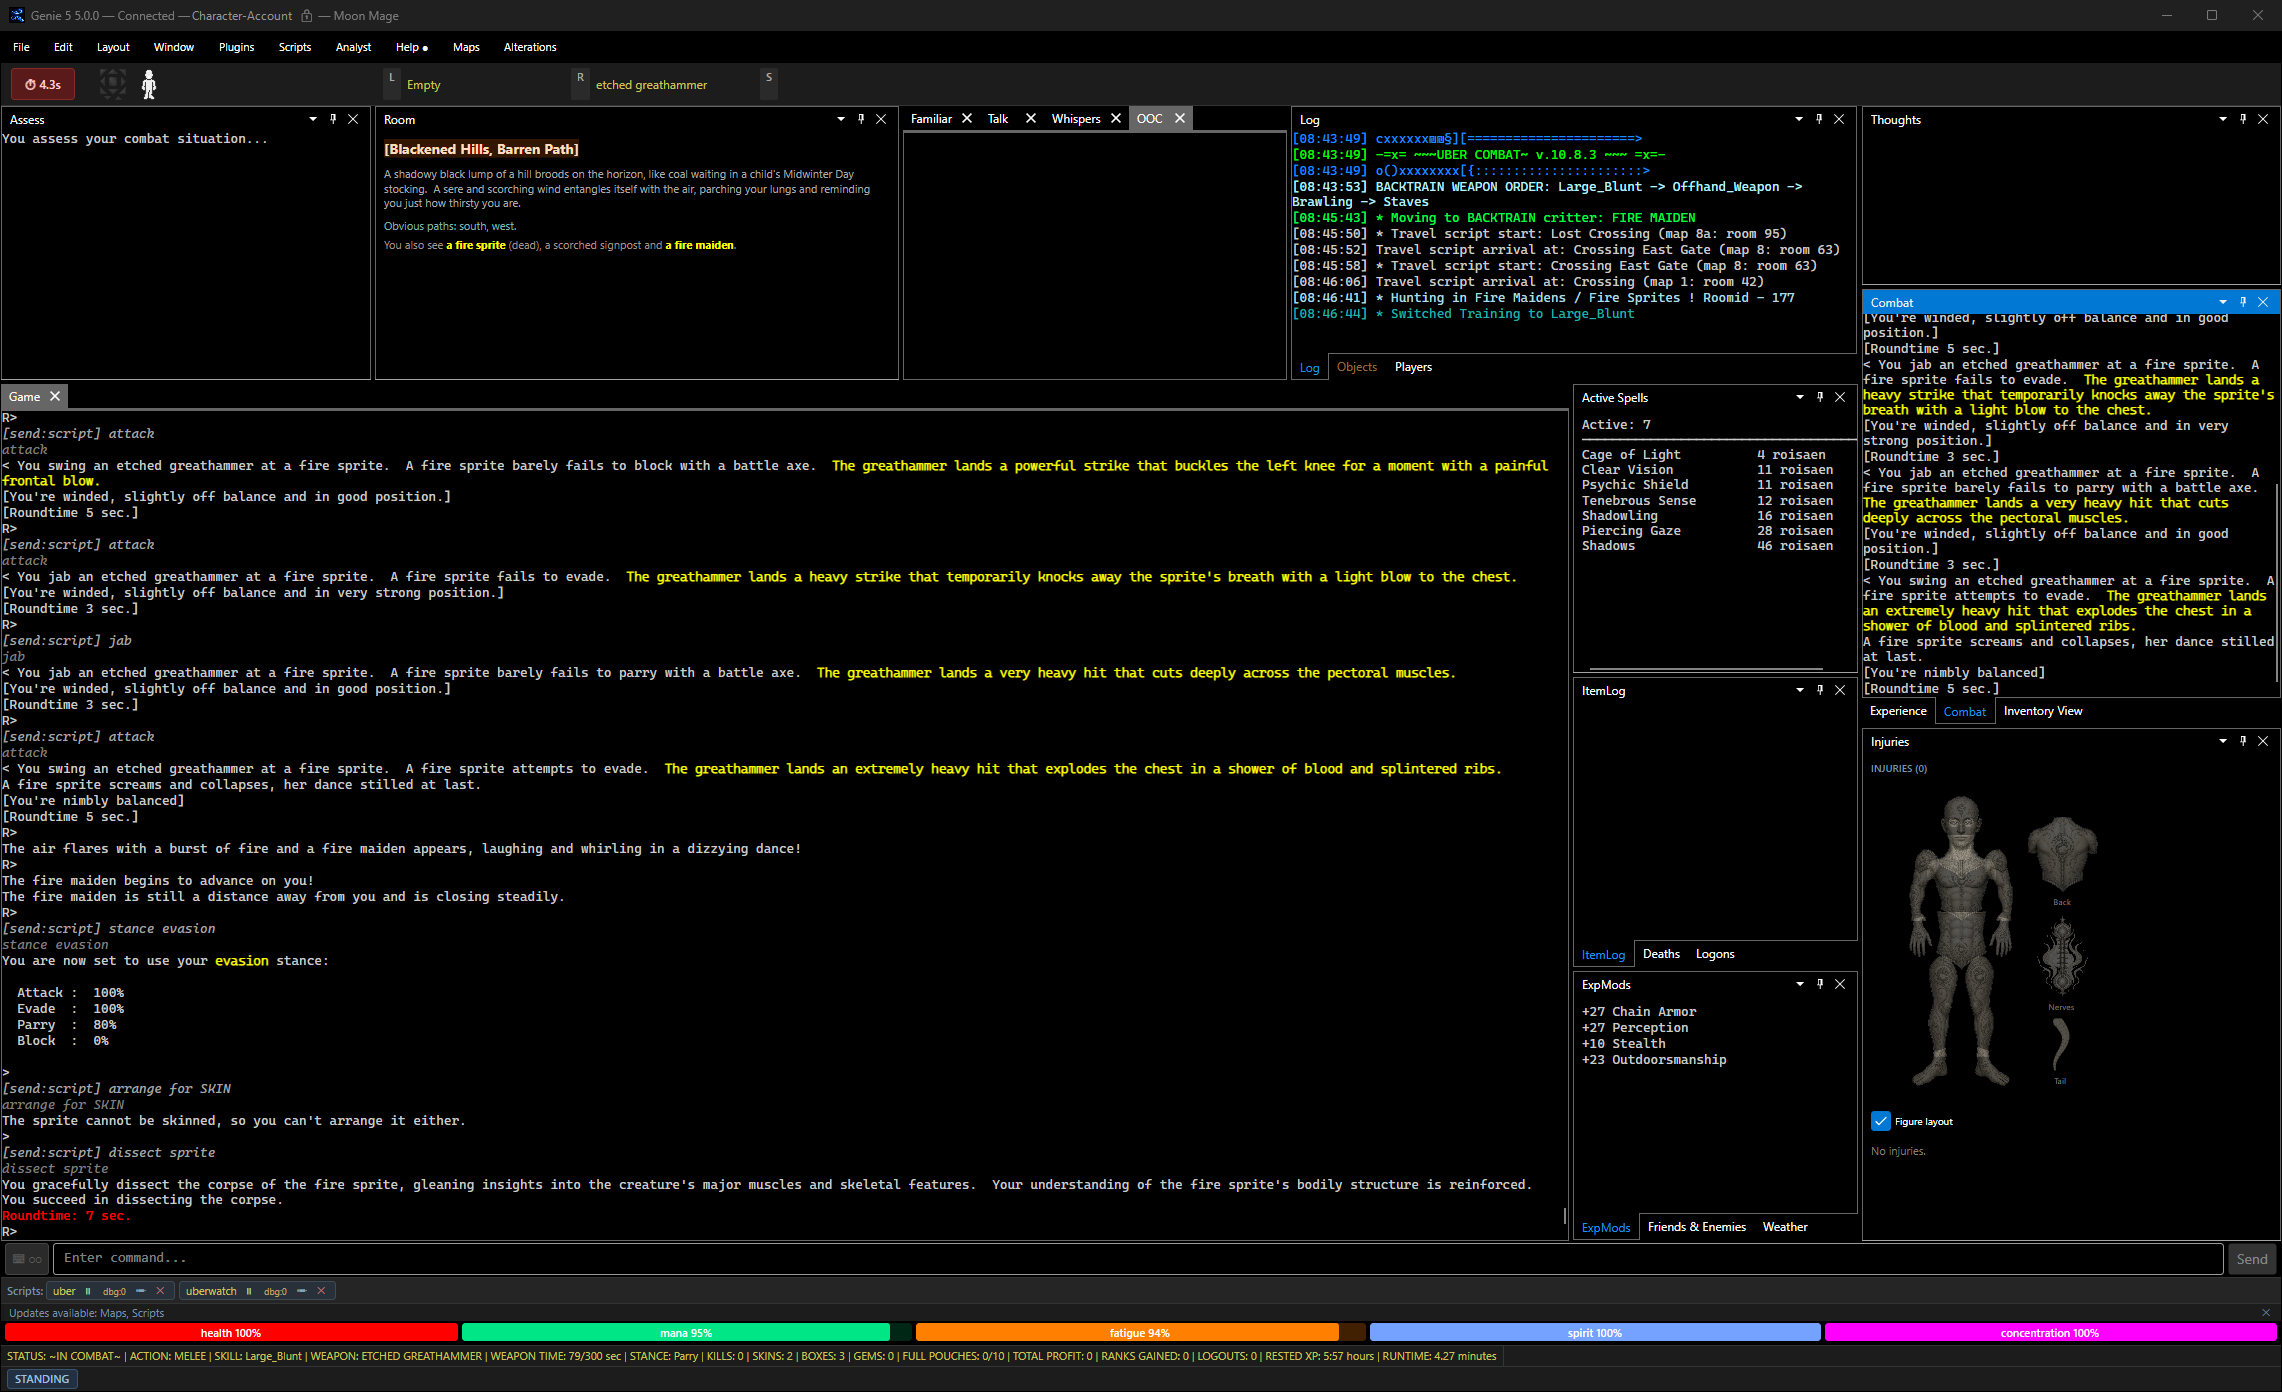 Genie 5 5.0.0 — Connected — Character-Account — Moon Mage
File Edit Layout Window Plugins Scripts Analyst Help Maps Alterations
4.3s
L Empty
R etched greathammer
S
Assess
You assess your combat situation...
Room
[Blackened Hills, Barren Path]
A shadowy black lump of a hill broods on the horizon, like coal waiting in a child's Midwinter Day
stocking. A sere and scorching wind entangles itself with the air, parching your lungs and reminding
you just how thirsty you are.
Obvious paths: south, west.
You also see a fire sprite (dead), a scorched signpost and a fire maiden.
Familiar Talk Whispers OOC
Log
[08:43:49] -=x= ~~~UBER COMBAT~ v.10.8.3 ~~~ =x=-
[08:43:49] o()xxxxxxxx[{::::::::::::::::::::::>
[08:43:53] BACKTRAIN WEAPON ORDER: Large_Blunt -> Offhand_Weapon ->
Brawling -> Staves
[08:45:43] * Moving to BACKTRAIN critter: FIRE MAIDEN
[08:45:50] * Travel script start: Lost Crossing (map 8a: room 95)
[08:45:52] Travel script arrival at: Crossing East Gate (map 8: room 63)
[08:45:58] * Travel script start: Crossing East Gate (map 8: room 63)
[08:46:06] Travel script arrival at: Crossing (map 1: room 42)
[08:46:41] * Hunting in Fire Maidens / Fire Sprites ! Roomid - 177
[08:46:44] * Switched Training to Large_Blunt
Log Objects Players
Thoughts
Combat
[You're winded, slightly off balance and in good
position.]
[Roundtime 5 sec.]
< You jab an etched greathammer at a fire sprite.  A
fire sprite fails to evade.  The greathammer lands a
heavy strike that temporarily knocks away the sprite's
breath with a light blow to the chest.
[You're winded, slightly off balance and in very
strong position.]
[Roundtime 3 sec.]
< You jab an etched greathammer at a fire sprite.  A
fire sprite barely fails to parry with a battle axe.
The greathammer lands a very heavy hit that cuts
deeply across the pectoral muscles.
[You're winded, slightly off balance and in good
position.]
[Roundtime 3 sec.]
< You swing an etched greathammer at a fire sprite.  A
fire sprite attempts to evade.  The greathammer lands
an extremely heavy hit that explodes the chest in a
shower of blood and splintered ribs.
A fire sprite screams and collapses, her dance stilled
at last.
[You're nimbly balanced]
[Roundtime 5 sec.]
Experience Combat Inventory View
Game
R>
[send:script] attack
attack
< You swing an etched greathammer at a fire sprite.  A fire sprite barely fails to block with a battle axe.  The greathammer lands a powerful strike that buckles the left knee for a moment with a painful
frontal blow.
[You're winded, slightly off balance and in good position.]
[Roundtime 5 sec.]
R>
[send:script] attack
attack
< You jab an etched greathammer at a fire sprite.  A fire sprite fails to evade.  The greathammer lands a heavy strike that temporarily knocks away the sprite's breath with a light blow to the chest.
[You're winded, slightly off balance and in very strong position.]
[Roundtime 3 sec.]
R>
[send:script] jab
jab
< You jab an etched greathammer at a fire sprite.  A fire sprite barely fails to parry with a battle axe.  The greathammer lands a very heavy hit that cuts deeply across the pectoral muscles.
[You're winded, slightly off balance and in good position.]
[Roundtime 3 sec.]
R>
[send:script] attack
attack
< You swing an etched greathammer at a fire sprite.  A fire sprite attempts to evade.  The greathammer lands an extremely heavy hit that explodes the chest in a shower of blood and splintered ribs.
A fire sprite screams and collapses, her dance stilled at last.
[You're nimbly balanced]
[Roundtime 5 sec.]
R>
The air flares with a burst of fire and a fire maiden appears, laughing and whirling in a dizzying dance!
R>
The fire maiden begins to advance on you!
The fire maiden is still a distance away from you and is closing steadily.
R>
[send:script] stance evasion
stance evasion
You are now set to use your evasion stance:
Attack : 100%
Evade : 100%
Parry : 80%
Block : 0%
>
[send:script] arrange for SKIN
arrange for SKIN
The sprite cannot be skinned, so you can't arrange it either.
>
[send:script] dissect sprite
dissect sprite
You gracefully dissect the corpse of the fire sprite, gleaning insights into the creature's major muscles and skeletal features.  Your understanding of the fire sprite's bodily structure is reinforced.
You succeed in dissecting the corpse.
Roundtime: 7 sec.
R>
Active Spells
Active: 7
Cage of Light 4 roisaen
Clear Vision 11 roisaen
Psychic Shield 11 roisaen
Tenebrous Sense 12 roisaen
Shadowling 16 roisaen
Piercing Gaze 28 roisaen
Shadows 46 roisaen
ItemLog
ItemLog Deaths Logons
ExpMods
+27 Chain Armor
+27 Perception
+10 Stealth
+23 Outdoorsmanship
ExpMods Friends & Enemies Weather
Injuries
INJURIES (0)
Back
Nerves
Tail
Figure layout
No injuries.
Enter command...
Send
Scripts: uber dbg:0 uberwatch dbg:0
Updates available: Maps, Scripts
health 100% mana 95% fatigue 94% spirit 100% concentration 100%
STATUS: ~IN COMBAT~ | ACTION: MELEE | SKILL: Large_Blunt | WEAPON: ETCHED GREATHAMMER | WEAPON TIME: 79/300 sec | STANCE: Parry | KILLS: 0 | SKINS: 2 | BOXES: 3 | GEMS: 0 | FULL POUCHES: 0/10 | TOTAL PROFIT: 0 | RANKS GAINED: 0 | LOGOUTS: 0 | RESTED XP: 5:57 hours | RUNTIME: 4.27 minutes
STANDING